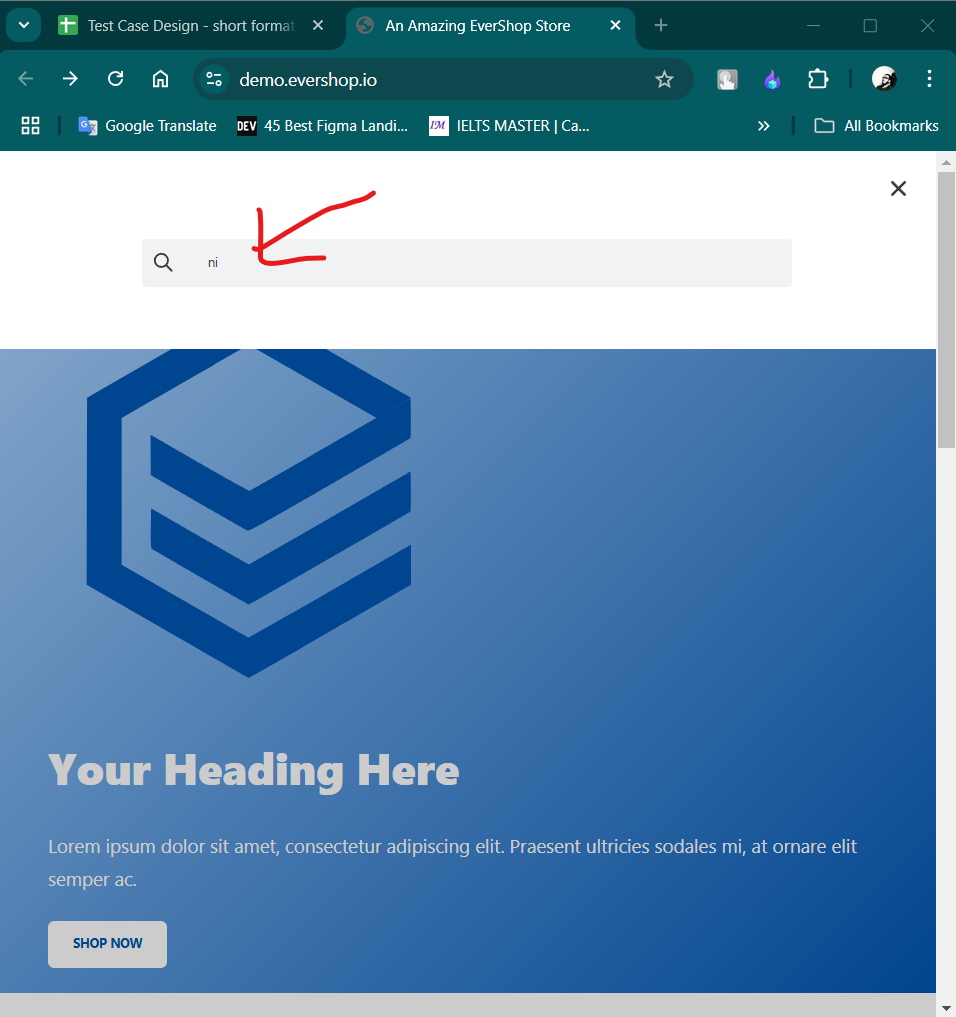 Test Case Design - short format
An Amazing EverShop Store
demo.evershop.io
Google Translate
DEV 45 Best Figma Landi...
IM IELTS MASTER | Ca...
All Bookmarks
ni
Your Heading Here
Lorem ipsum dolor sit amet, consectetur adipiscing elit. Praesent ultricies sodales mi, at ornare elit
semper ac.
SHOP NOW